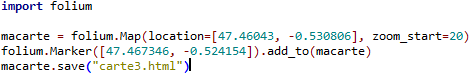 import folium
macarte = folium.Map(location=[47.46043, -0.530806], zoom_start=20)
folium.Marker([47.467346, -0.524154]).add_to(macarte)
macarte.save("carte3.html")